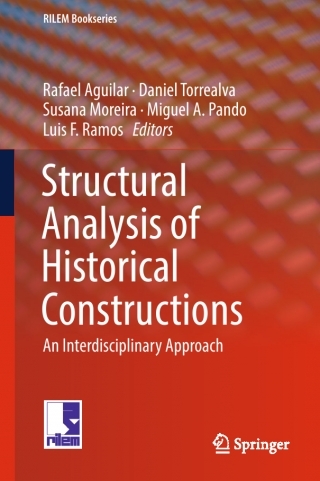 RILEM Bookseries
Rafael Aguilar · Daniel Torrealva
Susana Moreira · Miguel A. Pando
Luis F. Ramos Editors
Structural
Analysis of
Historical
Constructions
An Interdisciplinary Approach
rilem
Springer